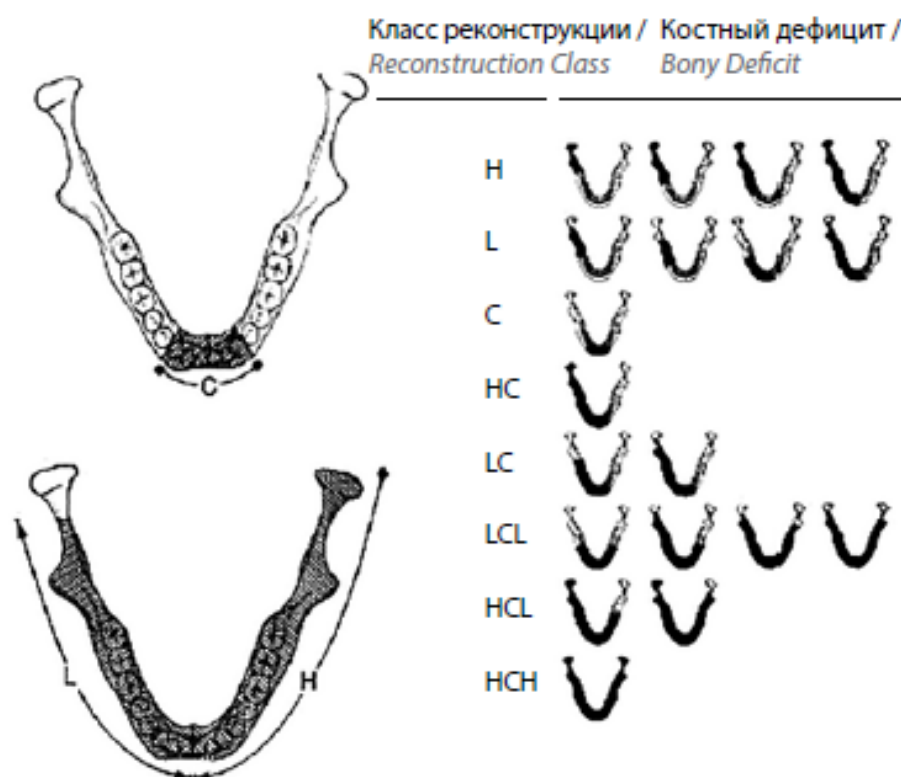 Класс реконструкции / Костный дефицит /
Reconstruction Class Bony Deficit
H
L
C
HC
LC
LCL
HCL
HCH
C
L H